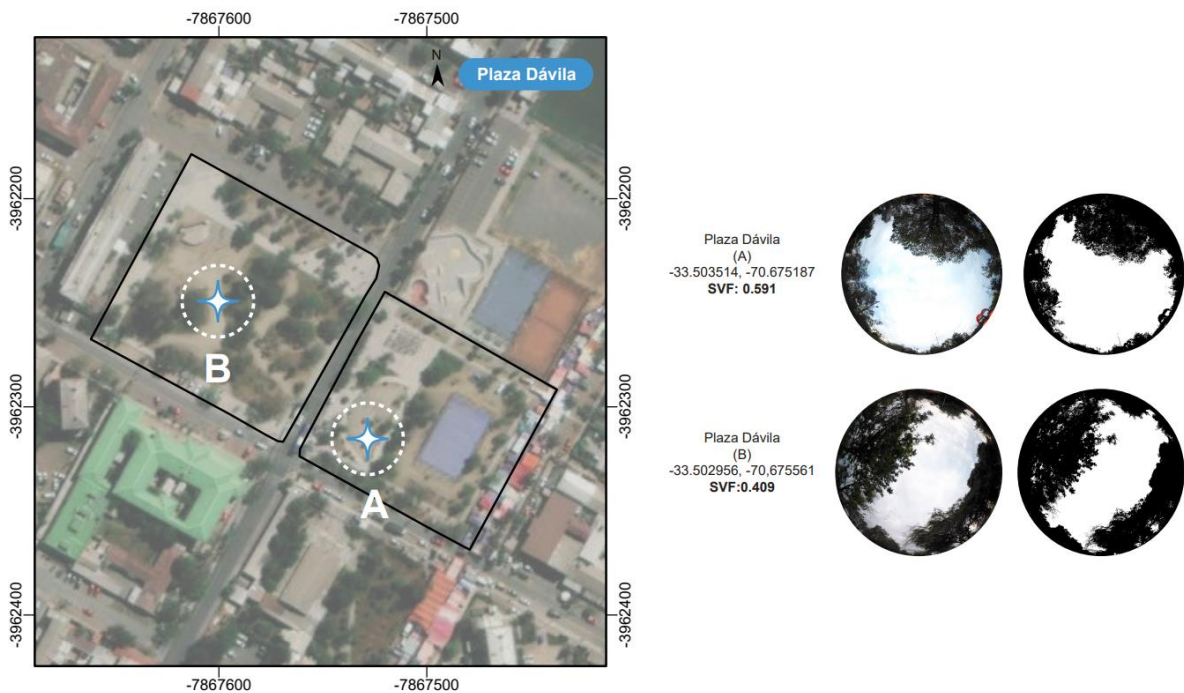 -7867600
-7867500
N
Plaza Dávila
-3962200
-3962200
B
-3962300
-3962300
A
-3962400
-3962400
-7867600
-7867500
Plaza Dávila
(A)
-33.503514, -70.675187
SVF: 0.591
Plaza Dávila
(B)
-33.502956, -70,675561
SVF:0.409